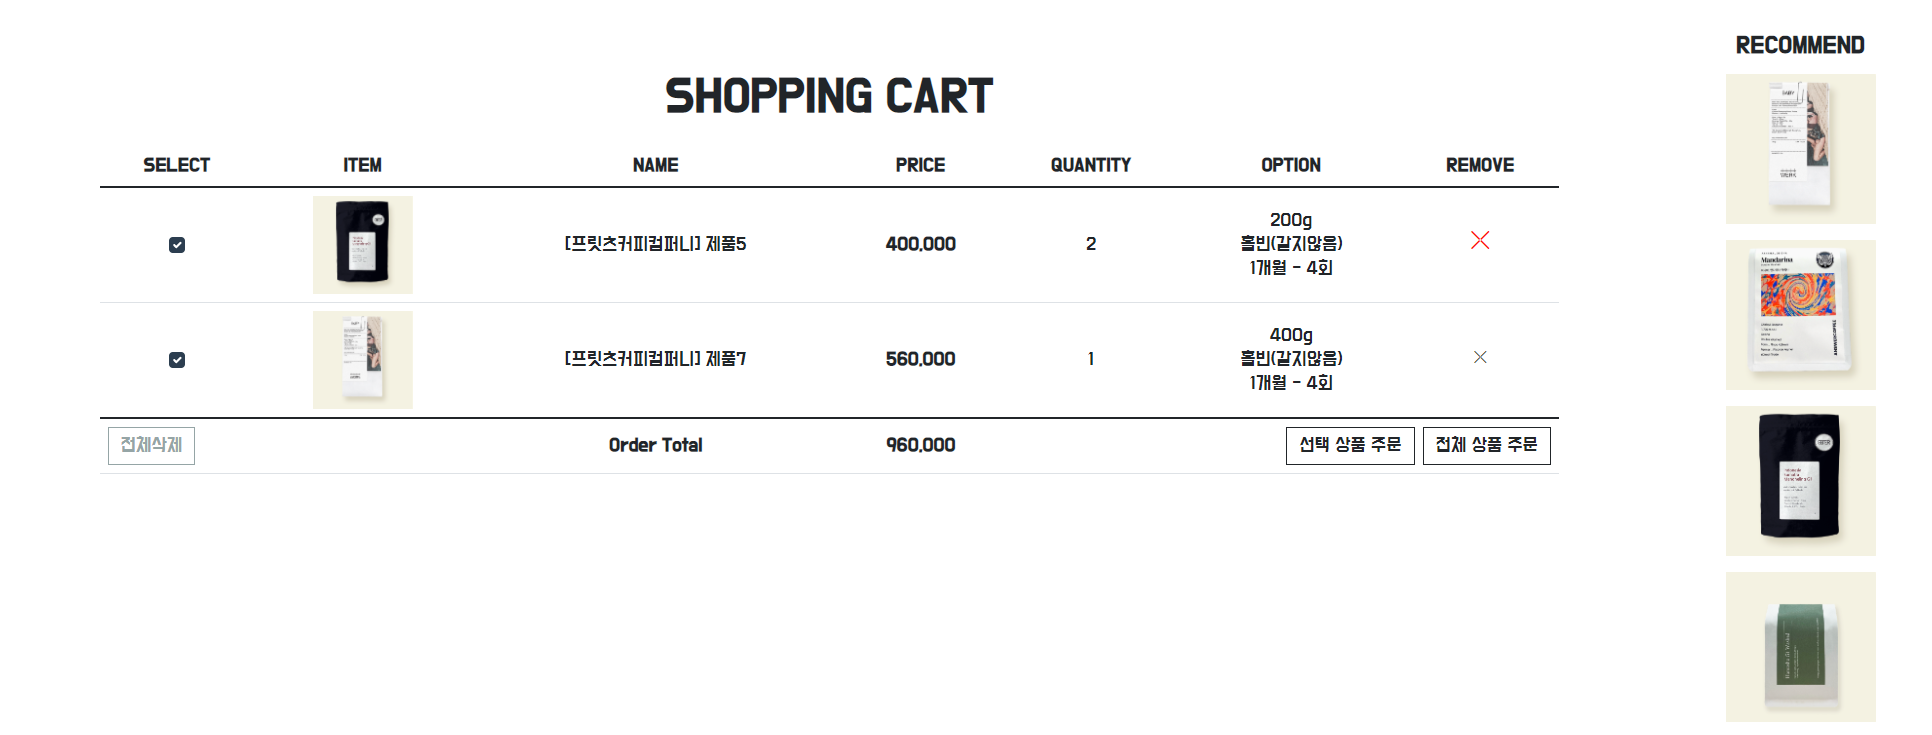 RECOMMEND
SHOPPING CART
SELECT ITEM NAME PRICE QUANTITY OPTION REMOVE
[프릿츠커피컴퍼니] 제품5 400,000 2 200g
홀빈(갈지않음)
1개월 - 4회
[프릿츠커피컴퍼니] 제품7 560,000 1 400g
홀빈(갈지않음)
1개월 - 4회
전체삭제 Order Total 960,000 선택 상품 주문 전체 상품 주문
Mandarina